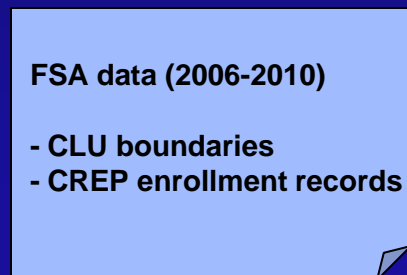 FSA data (2006-2010)
- CLU boundaries
- CREP enrollment records